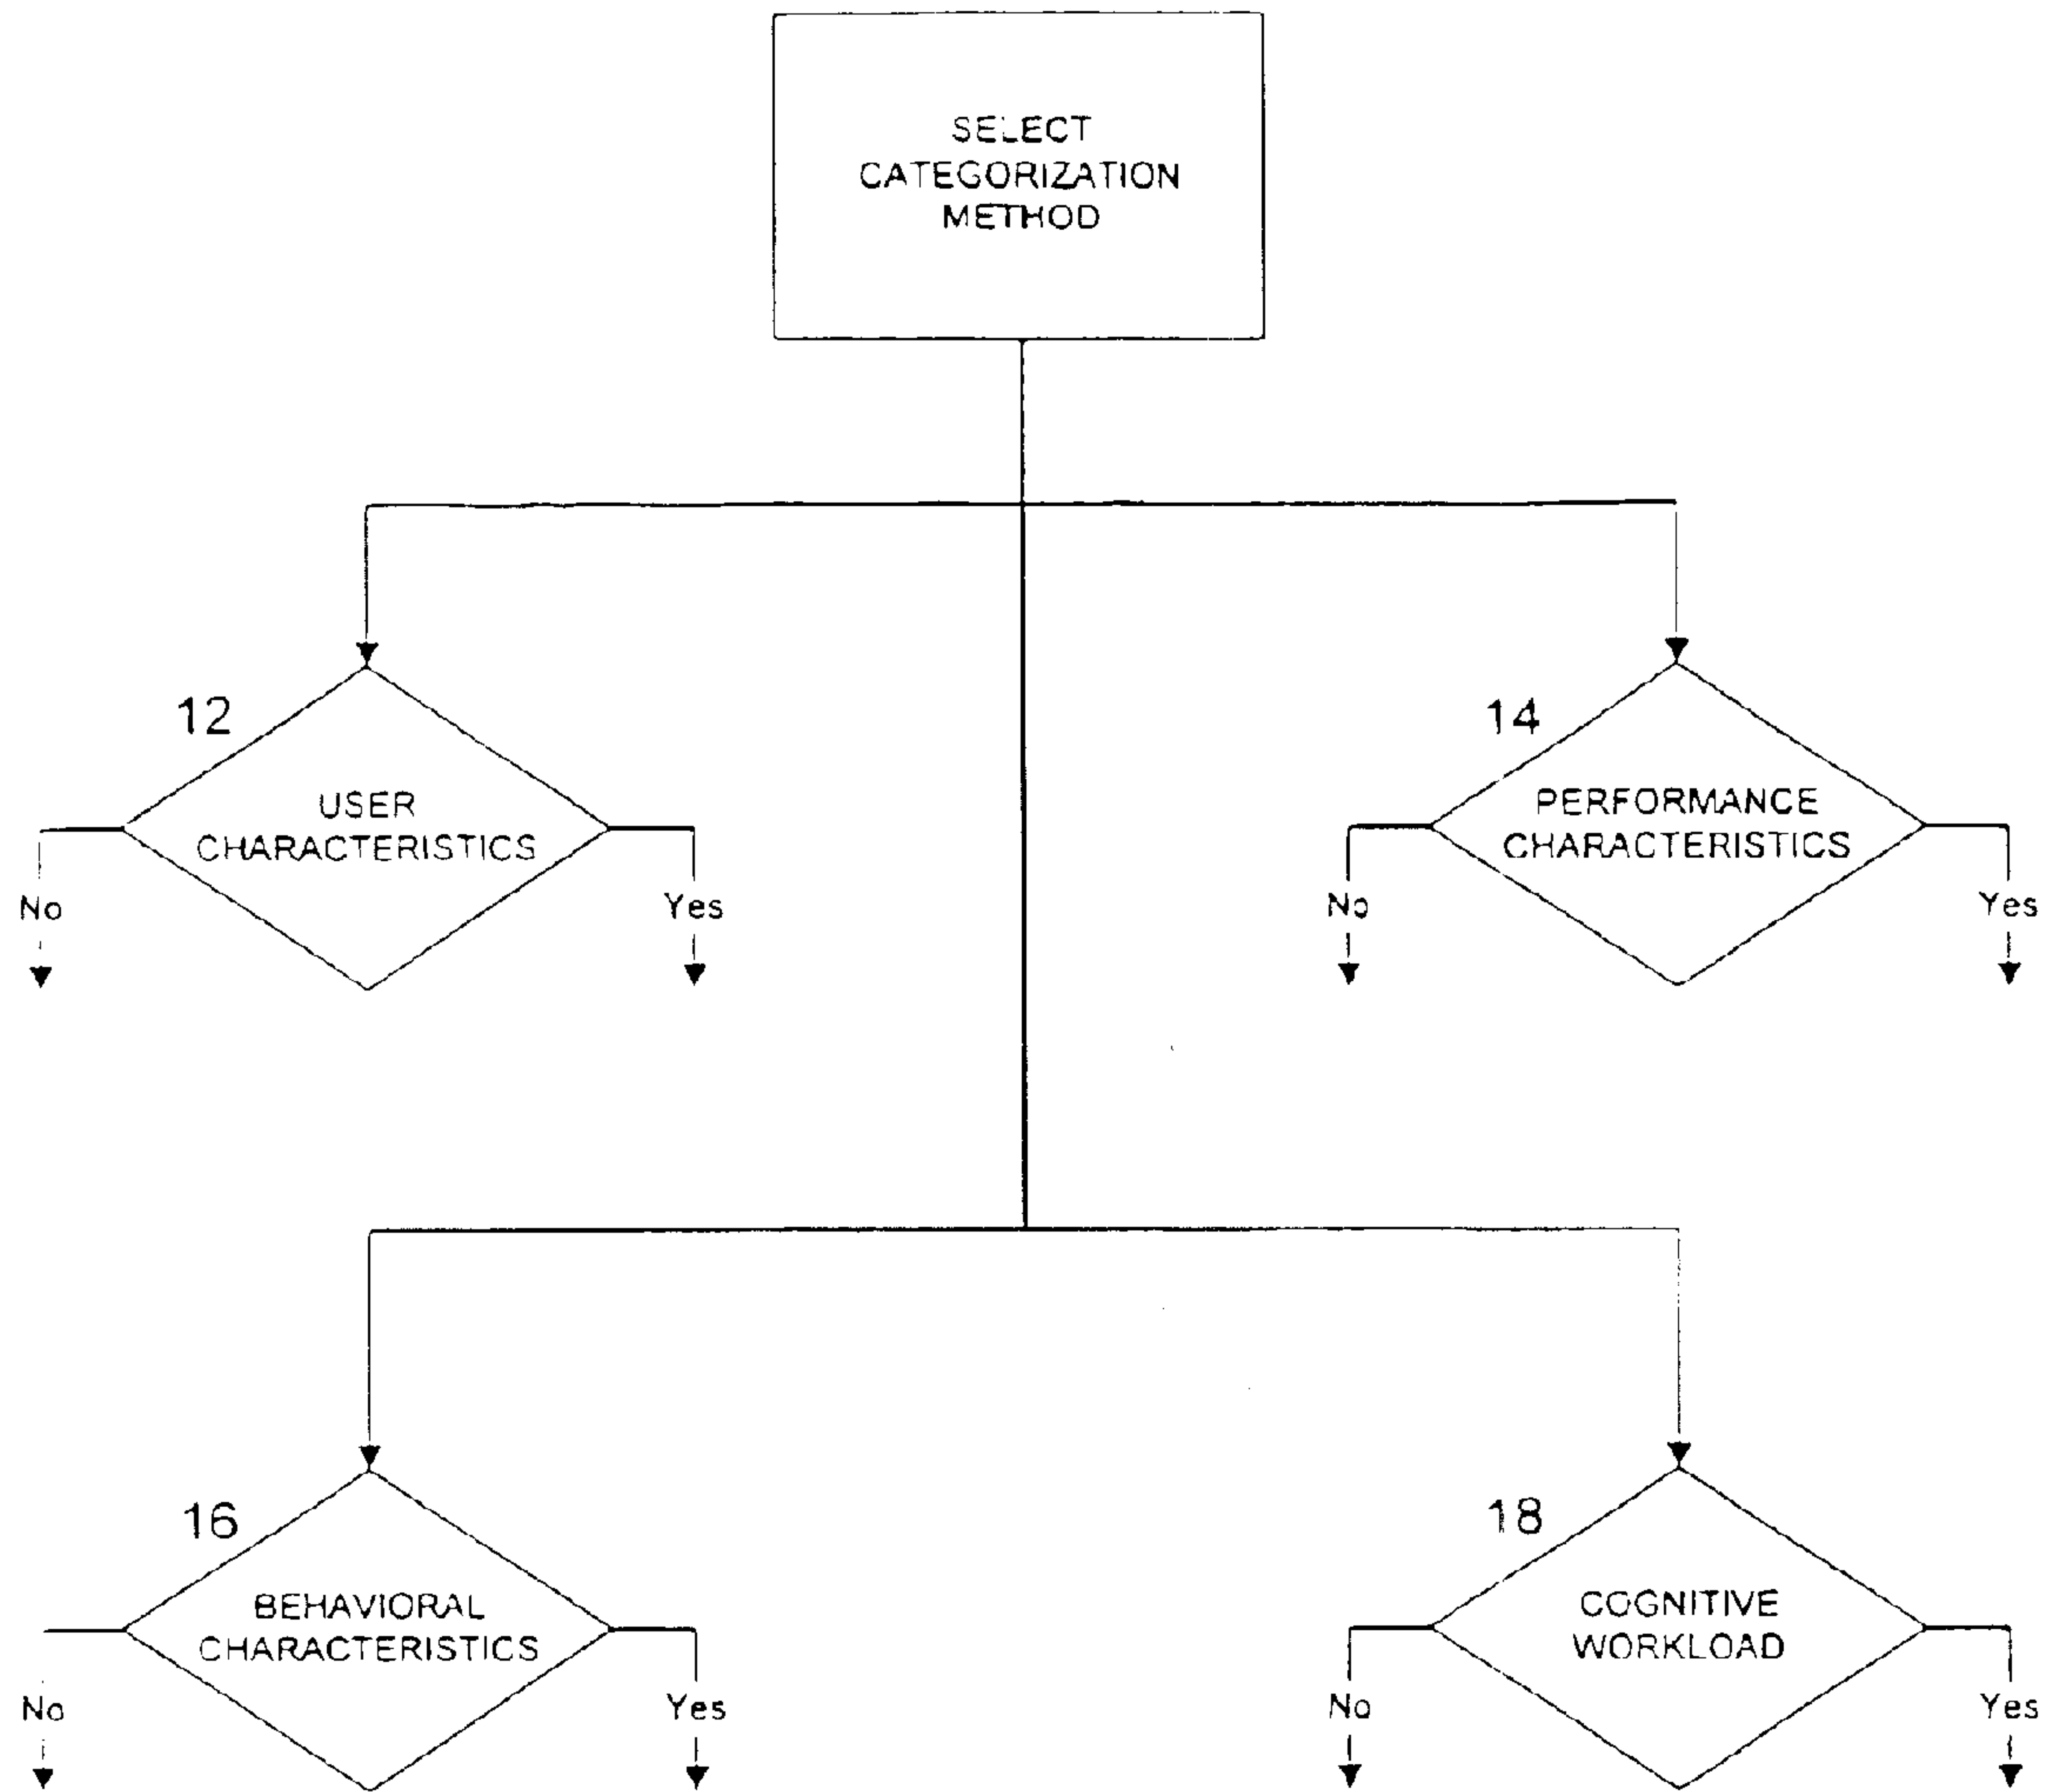 SELECT
CATEGORIZATION
METHOD
12
USER
CHARACTERISTICS
No
Yes
14
PERFORMANCE
CHARACTERISTICS
No
Yes
16
BEHAVIORAL
CHARACTERISTICS
No
Yes
18
COGNITIVE
WORKLOAD
No
Yes